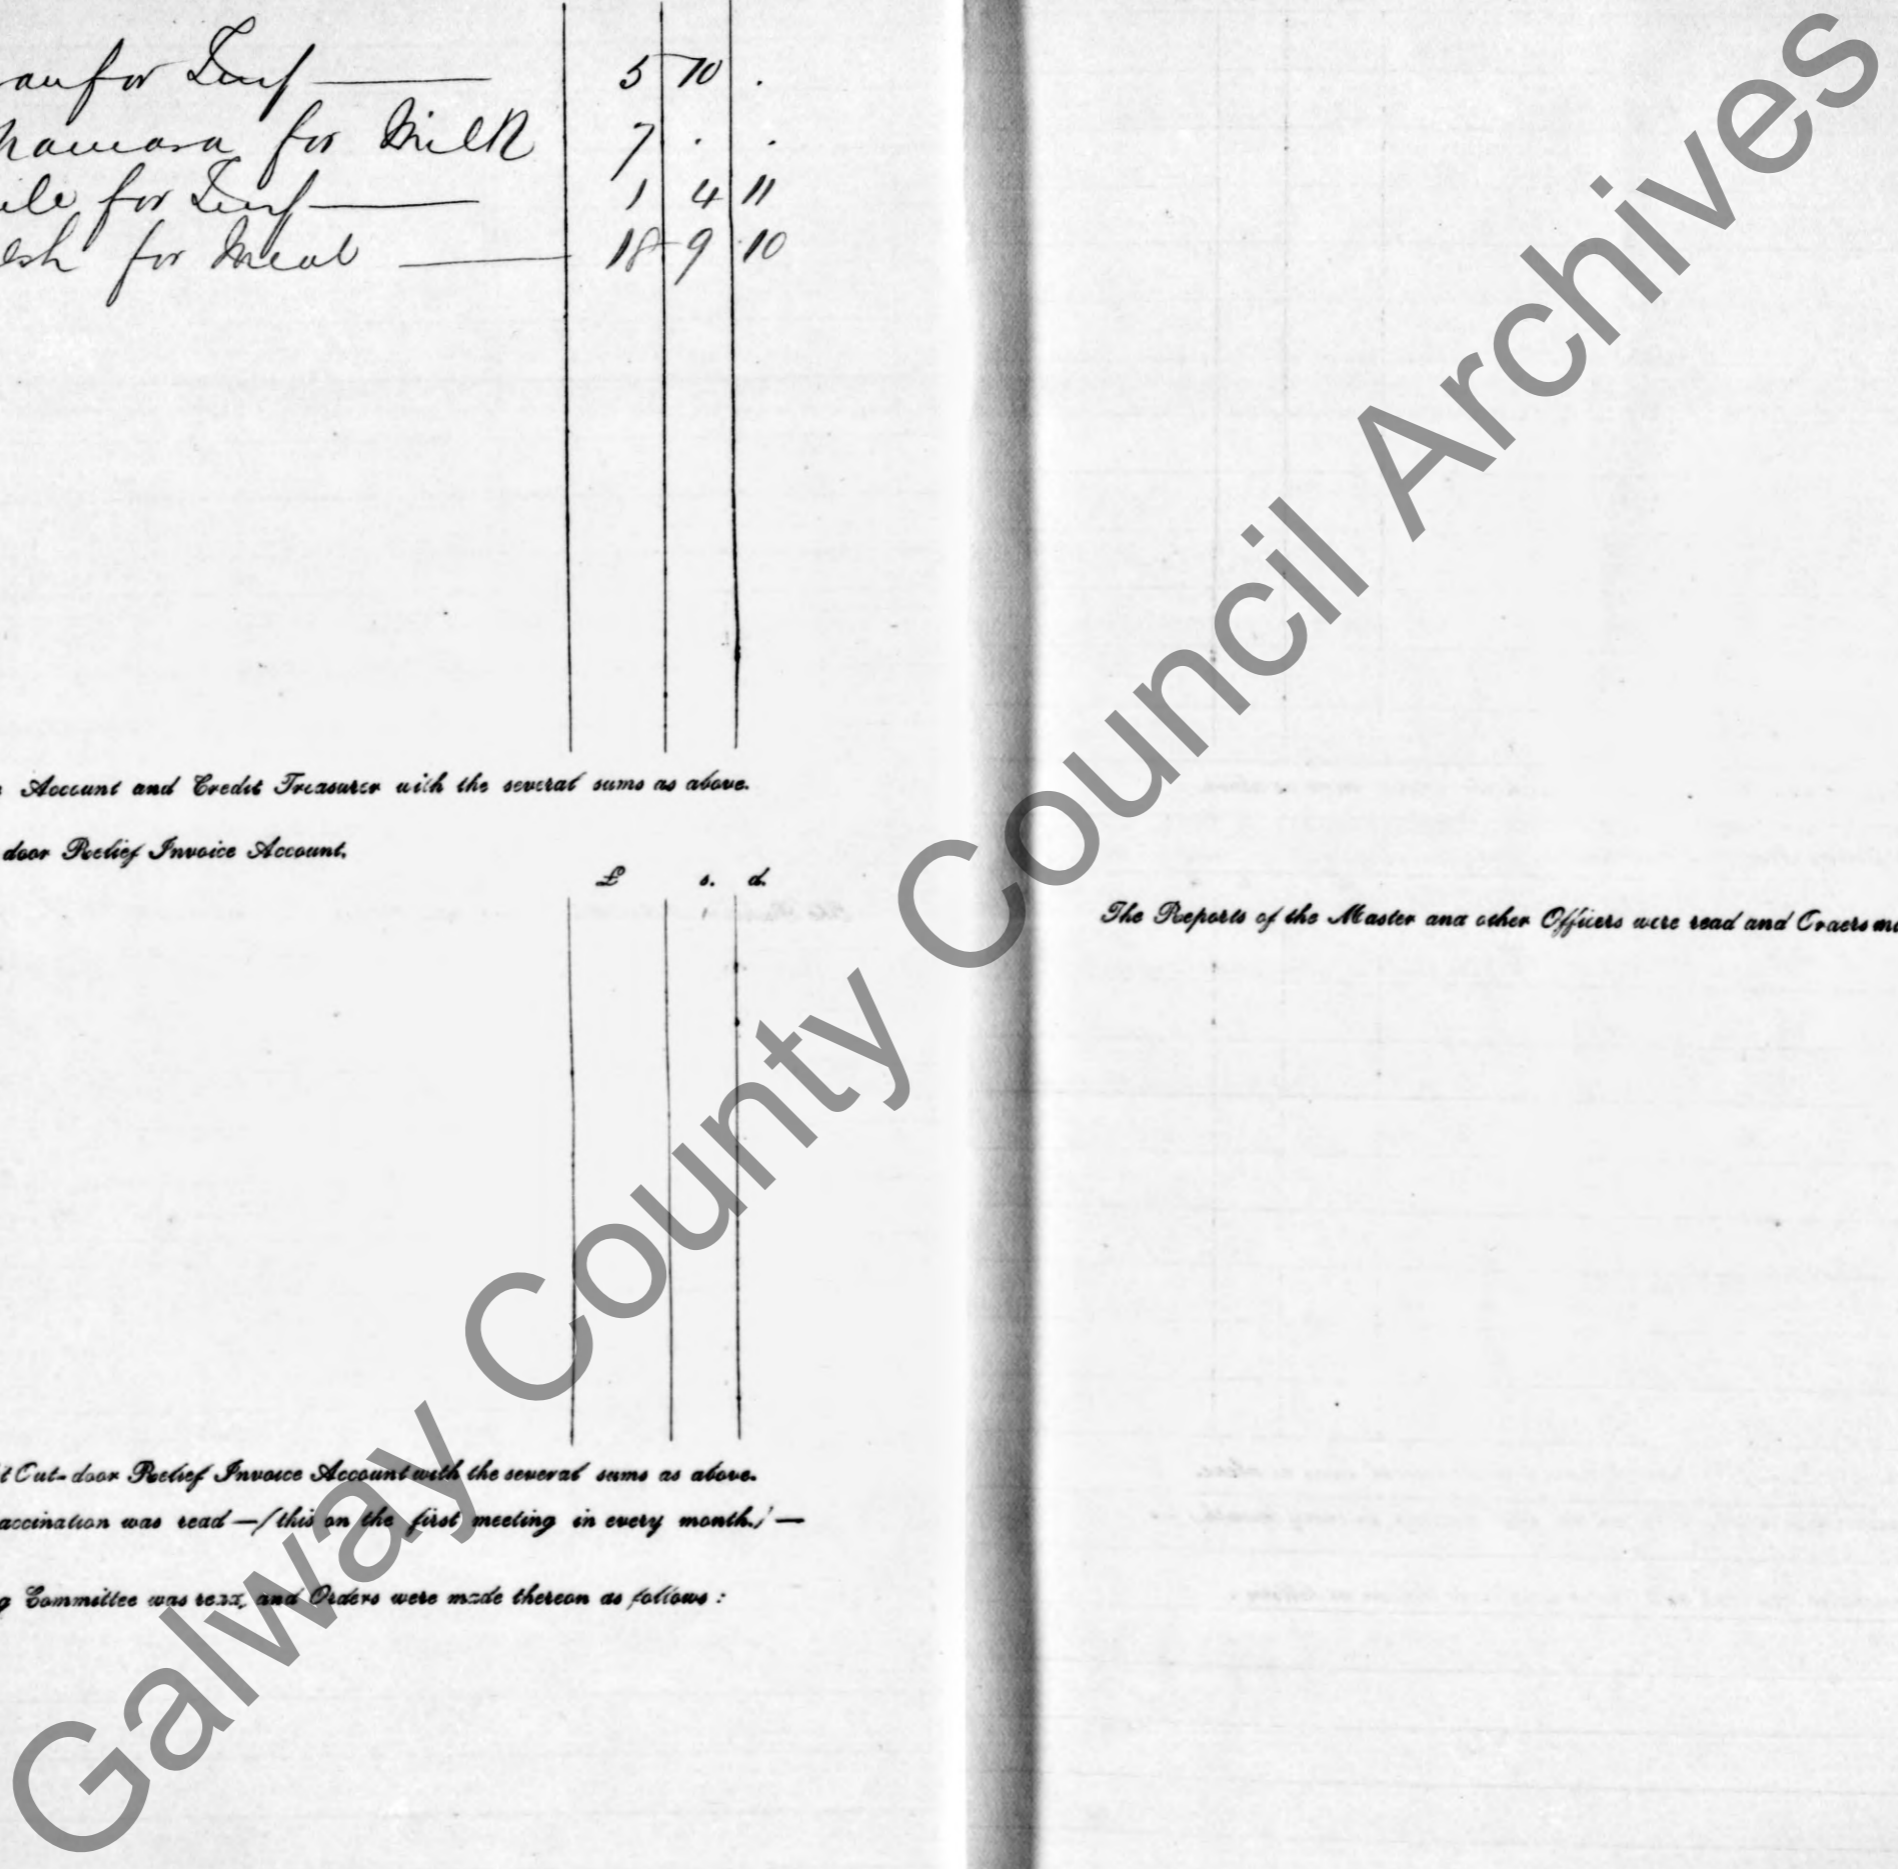 for Turf — 5 10 .
for Milk 7 . .
for Turf — 1 4 11
for Meal — 18 9 10
Account and Credit Treasurer with the several sums as above.
door Relief Invoice Account.
£ s. d.
t Out-door Relief Invoice Account with the several sums as above.
accination was read — (this on the first meeting in every month.) —
g Committee was read, and Orders were made thereon as follows :
The Reports of the Master and other Officers were read and Orders ma
Galway County Council Archives